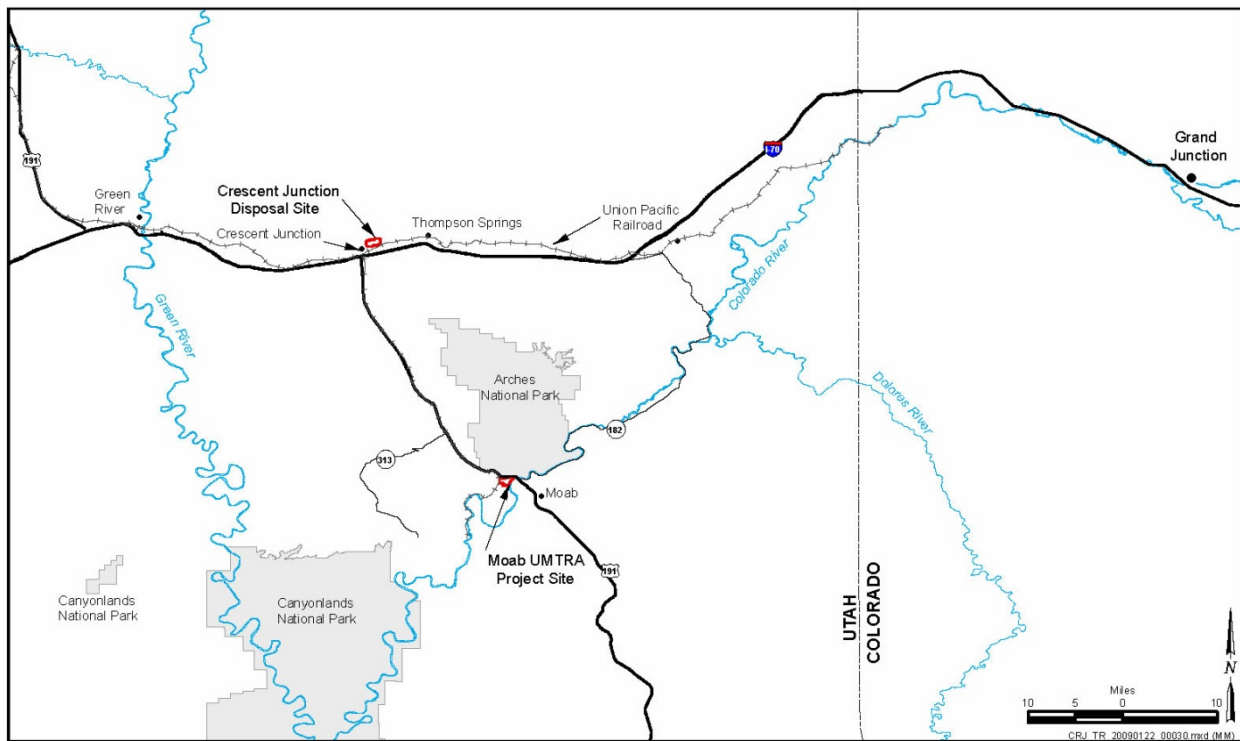 191
Green
River
Crescent Junction
Disposal Site
Crescent Junction
Thompson Springs
Union Pacific
Railroad
I-70
Grand
Junction
Green River
Colorado River
Dolores River
Arches
National Park
182
313
Moab
Moab UMTRA
Project Site
191
Canyonlands
National Park
Canyonlands
National Park
UTAH
COLORADO
N
Miles
10 5 0 10
CRJ_TR_20090122_00030.mxd (MM)